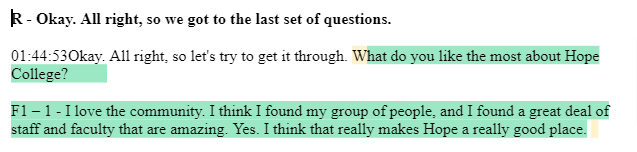 R - Okay. All right, so we got to the last set of questions.
01:44:53Okay. All right, so let's try to get it through. What do you like the most about Hope
College?
F1 – 1 - I love the community. I think I found my group of people, and I found a great deal of
staff and faculty that are amazing. Yes. I think that really makes Hope a really good place.